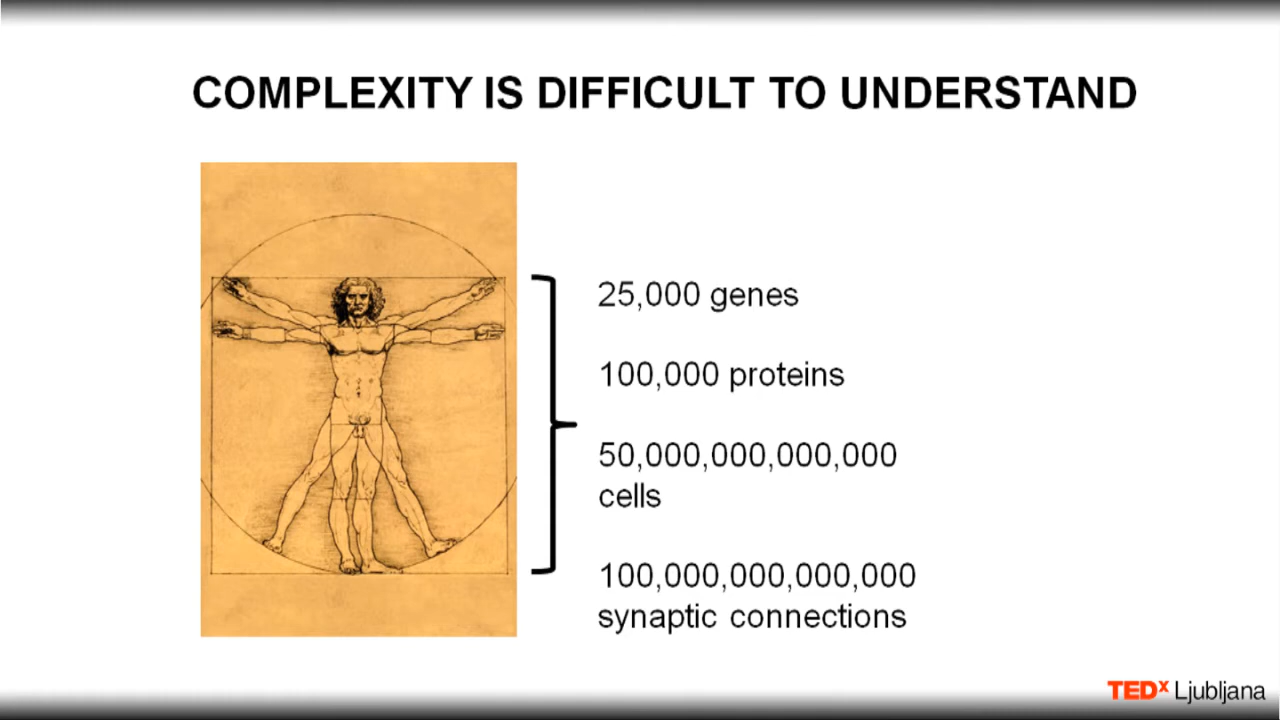 COMPLEXITY IS DIFFICULT TO UNDERSTAND
25,000 genes
100,000 proteins
50,000,000,000,000
cells
100,000,000,000,000
synaptic connections
TEDx Ljubljana